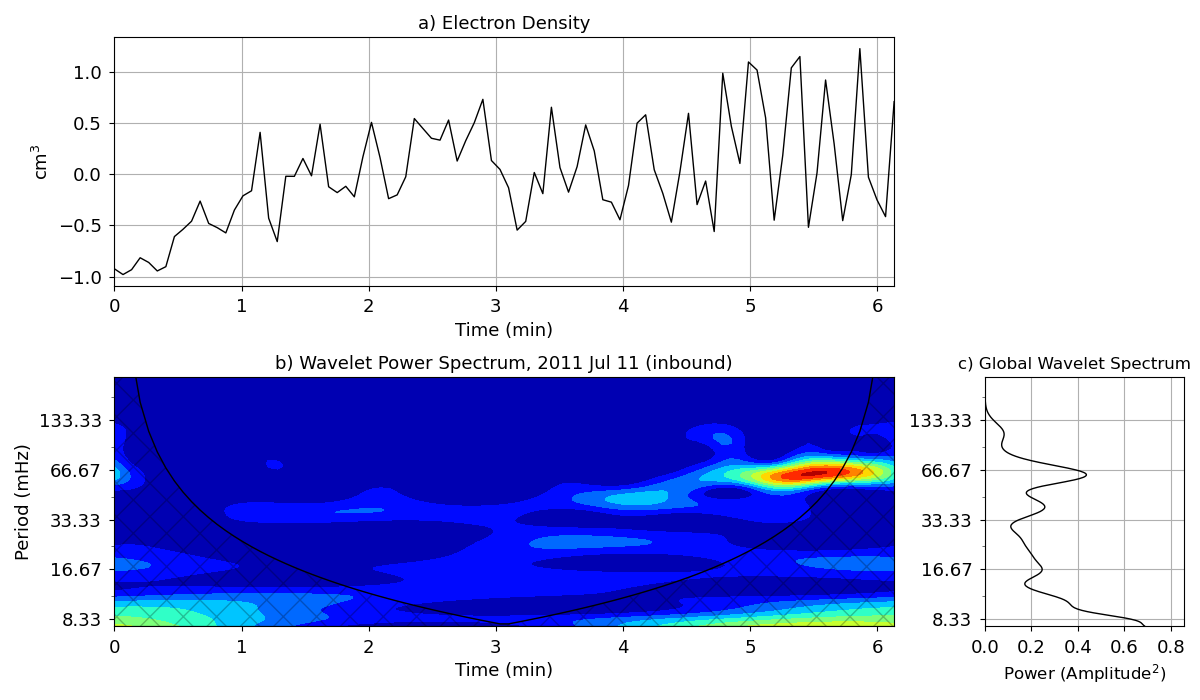 a) Electron Density
cm³
1.0
0.5
0.0
−0.5
−1.0
0 1 2 3 4 5 6
Time (min)
b) Wavelet Power Spectrum, 2011 Jul 11 (inbound)
Period (mHz)
133.33
66.67
33.33
16.67
8.33
0 1 2 3 4 5 6
Time (min)
c) Global Wavelet Spectrum
133.33
66.67
33.33
16.67
8.33
0.0 0.2 0.4 0.6 0.8
Power (Amplitude²)